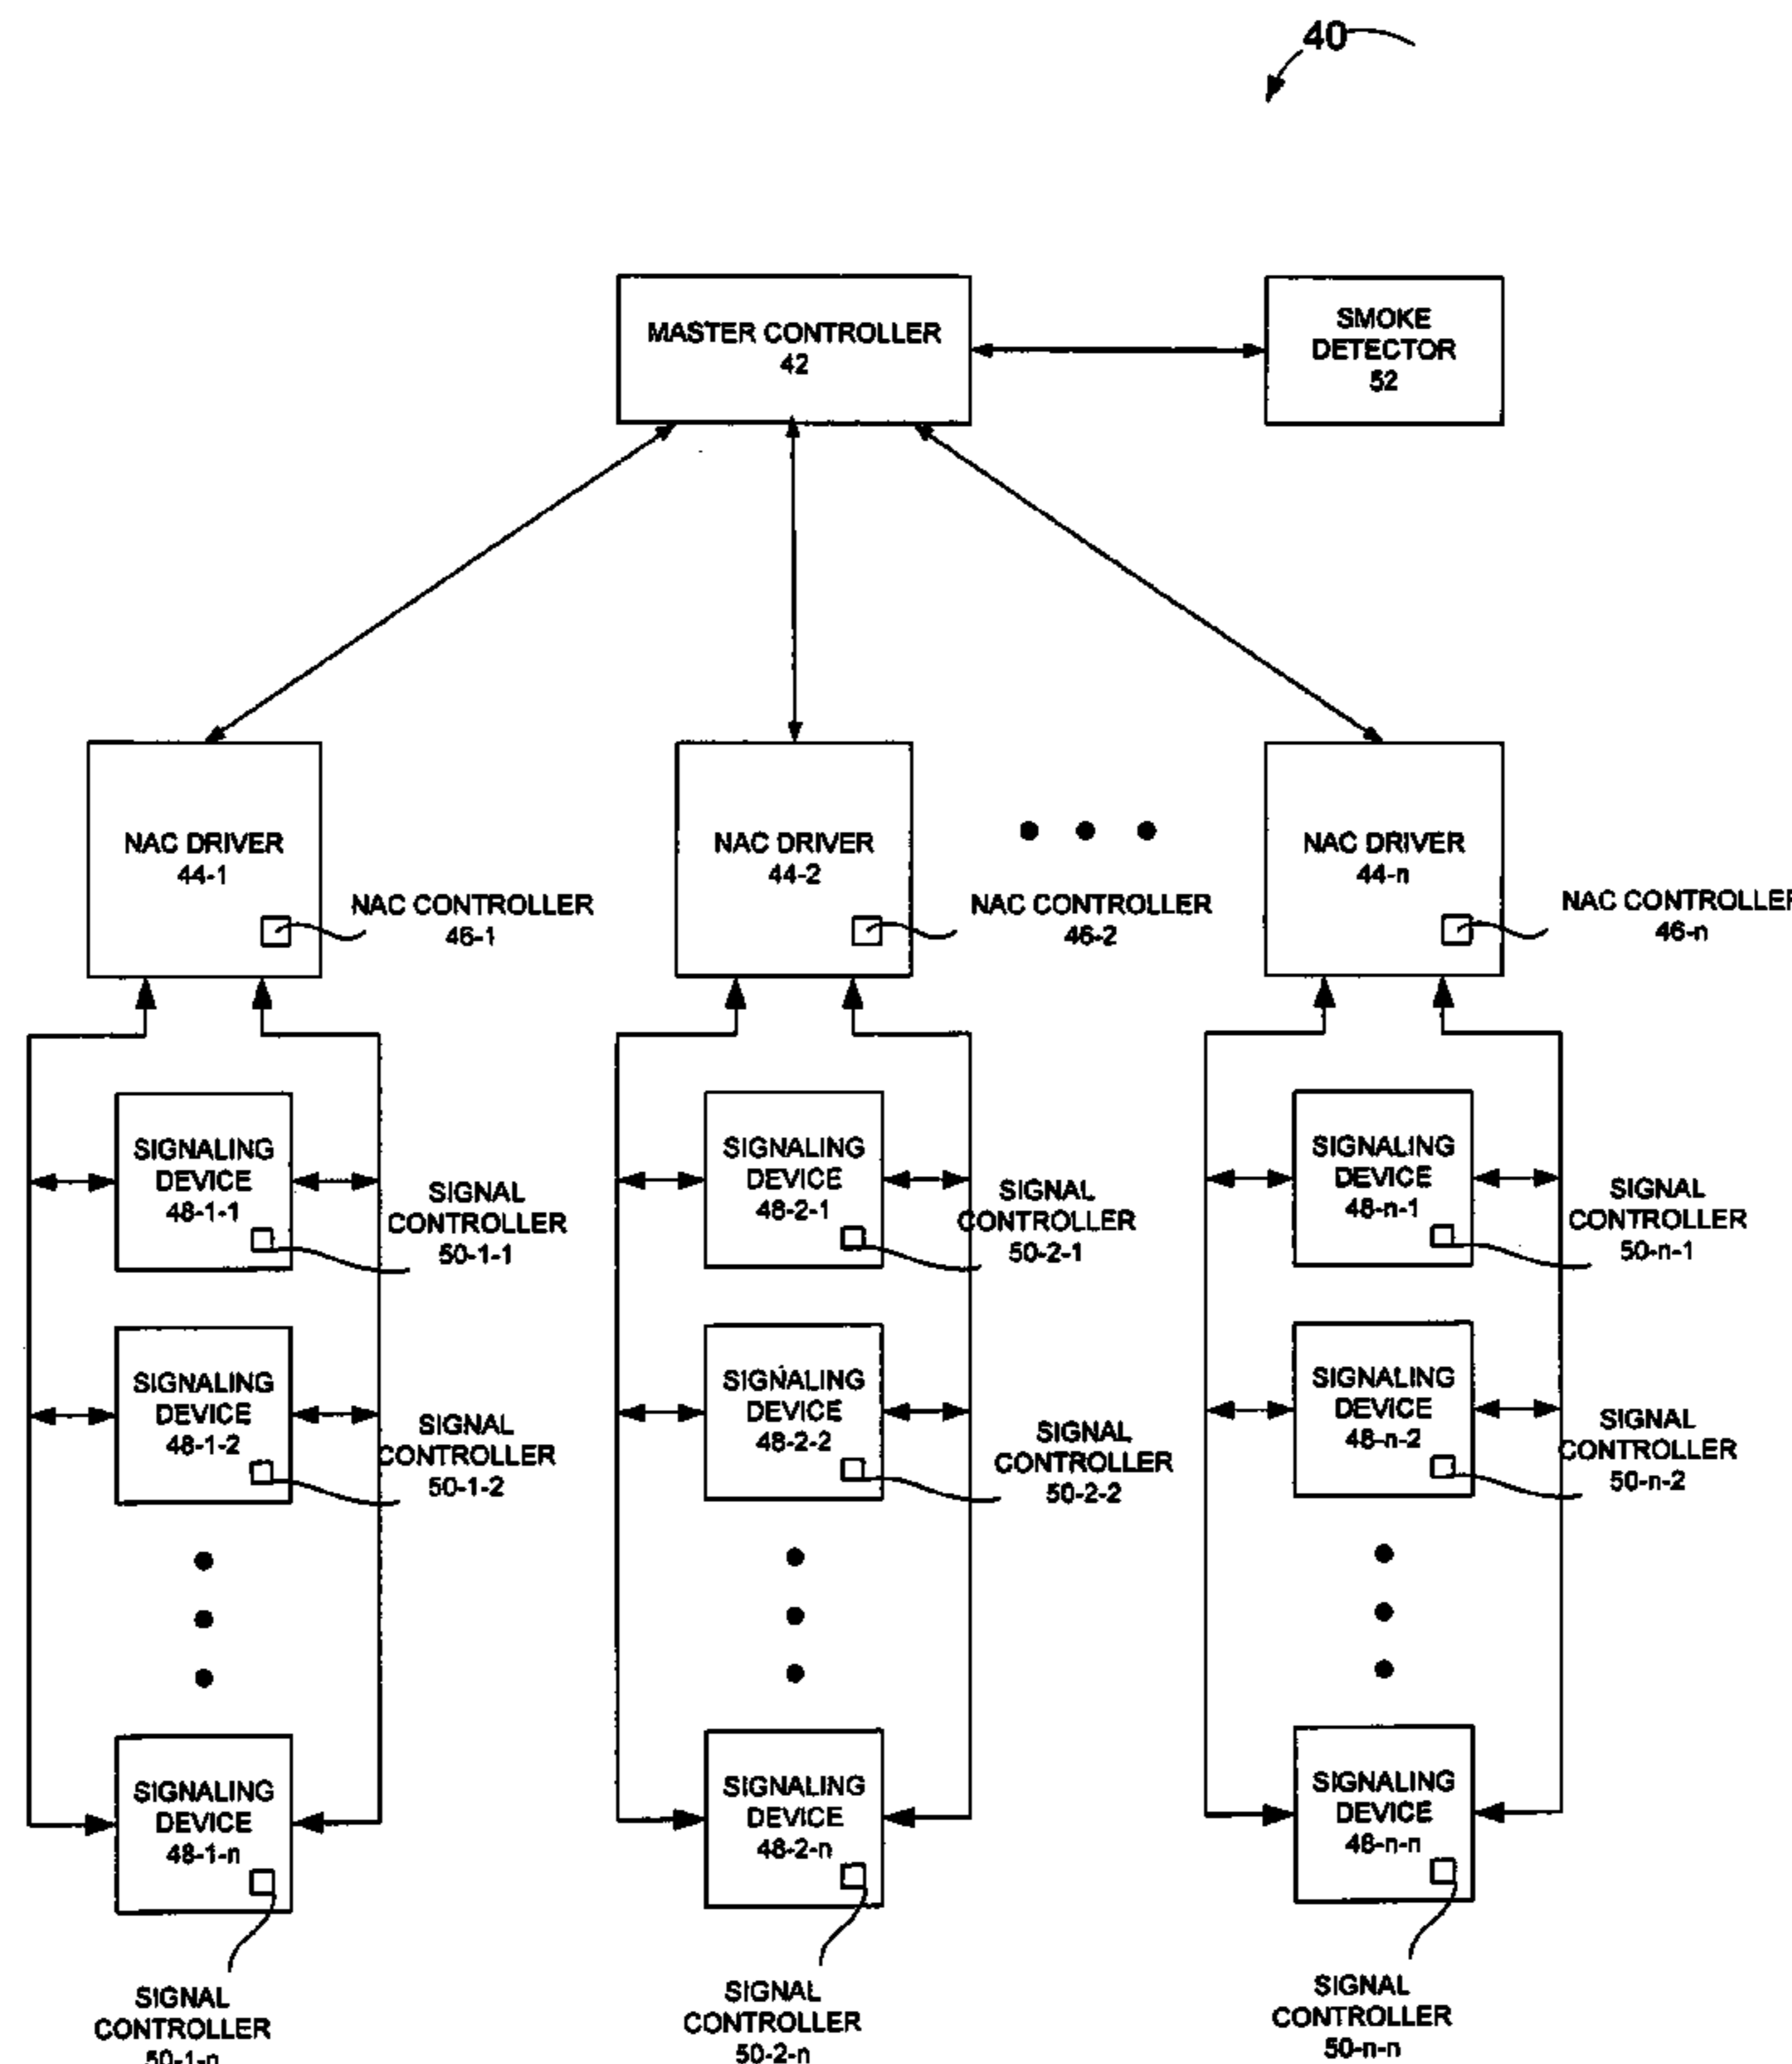 40
MASTER CONTROLLER
42
SMOKE
DETECTOR
52
NAC DRIVER
44-1
NAC CONTROLLER
46-1
NAC DRIVER
44-2
NAC CONTROLLER
46-2
NAC DRIVER
44-n
NAC CONTROLLER
46-n
SIGNALING
DEVICE
48-1-1
SIGNAL
CONTROLLER
50-1-1
SIGNALING
DEVICE
48-2-1
SIGNAL
CONTROLLER
50-2-1
SIGNALING
DEVICE
48-n-1
SIGNAL
CONTROLLER
50-n-1
SIGNALING
DEVICE
48-1-2
SIGNAL
CONTROLLER
50-1-2
SIGNALING
DEVICE
48-2-2
SIGNAL
CONTROLLER
50-2-2
SIGNALING
DEVICE
48-n-2
SIGNAL
CONTROLLER
50-n-2
SIGNALING
DEVICE
48-1-n
SIGNAL
CONTROLLER
50-1-n
SIGNALING
DEVICE
48-2-n
SIGNAL
CONTROLLER
50-2-n
SIGNALING
DEVICE
48-n-n
SIGNAL
CONTROLLER
50-n-n